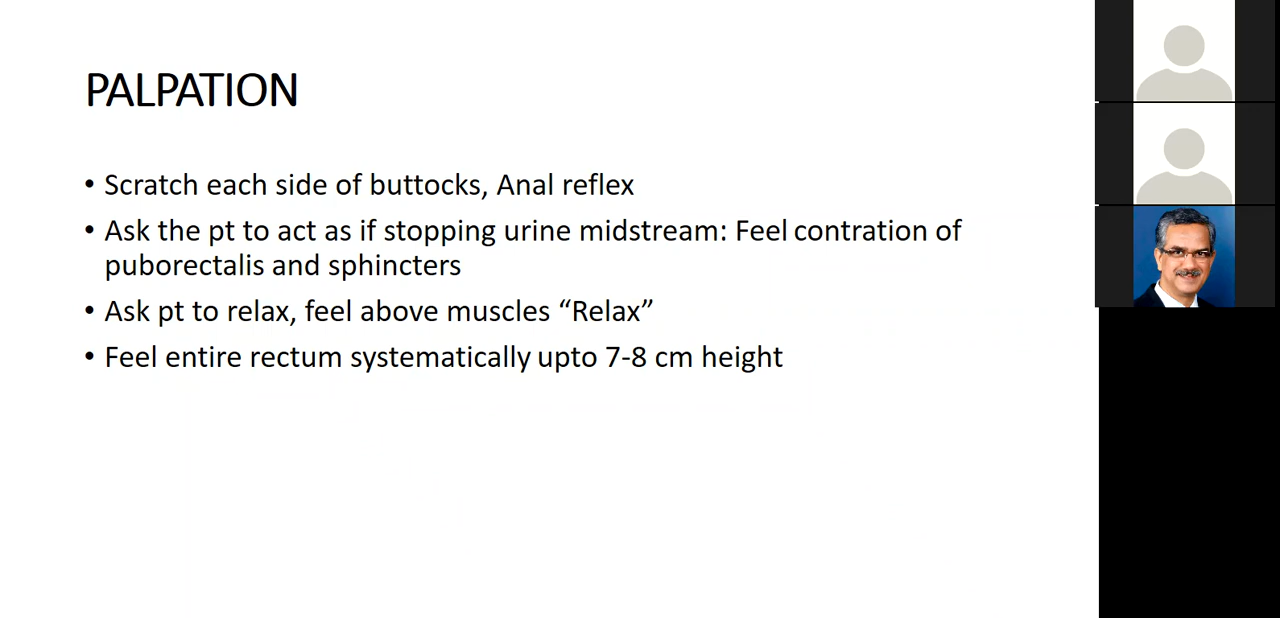 PALPATION
• Scratch each side of buttocks, Anal reflex
• Ask the pt to act as if stopping urine midstream: Feel contration of
puborectalis and sphincters
• Ask pt to relax, feel above muscles “Relax”
• Feel entire rectum systematically upto 7-8 cm height